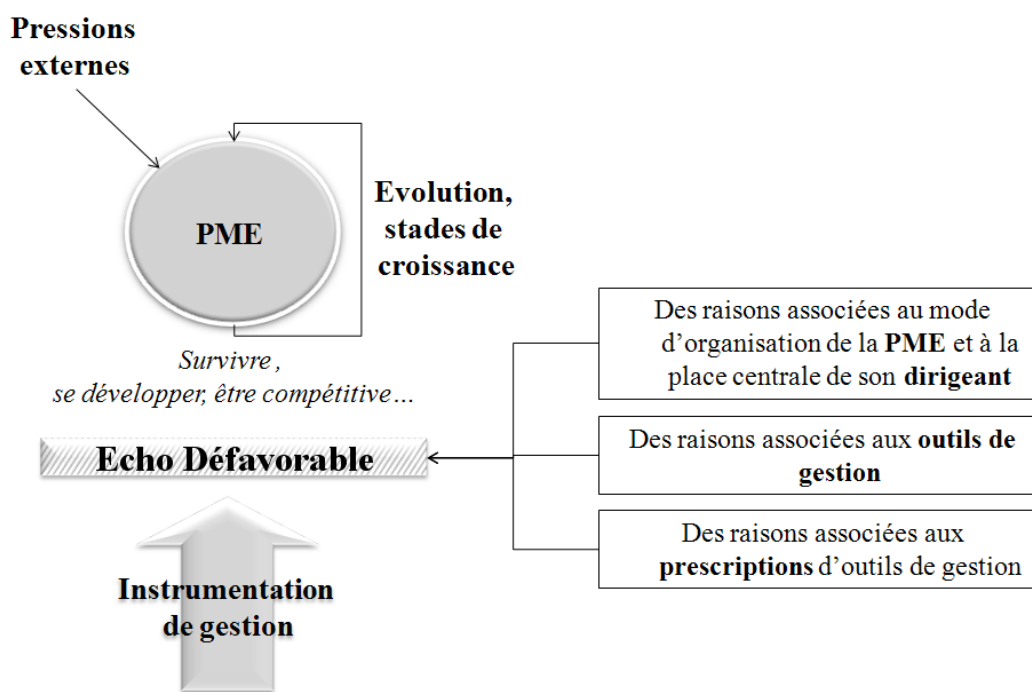 Pressions
externes
PME
Evolution,
stades de
croissance
Survivre ,
se développer, être compétitive…
Echo Défavorable
Instrumentation
de gestion
Des raisons associées au mode
d’organisation de la PME et à la
place centrale de son dirigeant
Des raisons associées aux outils de
gestion
Des raisons associées aux
prescriptions d’outils de gestion